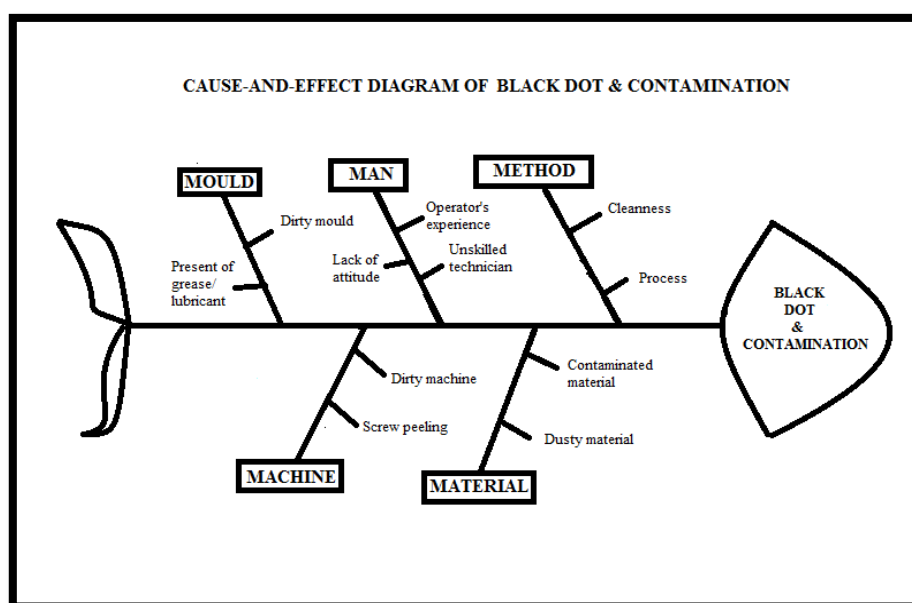 CAUSE-AND-EFFECT DIAGRAM OF BLACK DOT & CONTAMINATION
MOULD
MAN
METHOD
Dirty mould
Present of
grease/
lubricant
Operator's
experience
Lack of
attitude
Unskilled
technician
Cleanness
Process
BLACK
DOT
&
CONTAMINATION
Dirty machine
Screw peeling
Contaminated
material
Dusty material
MACHINE
MATERIAL